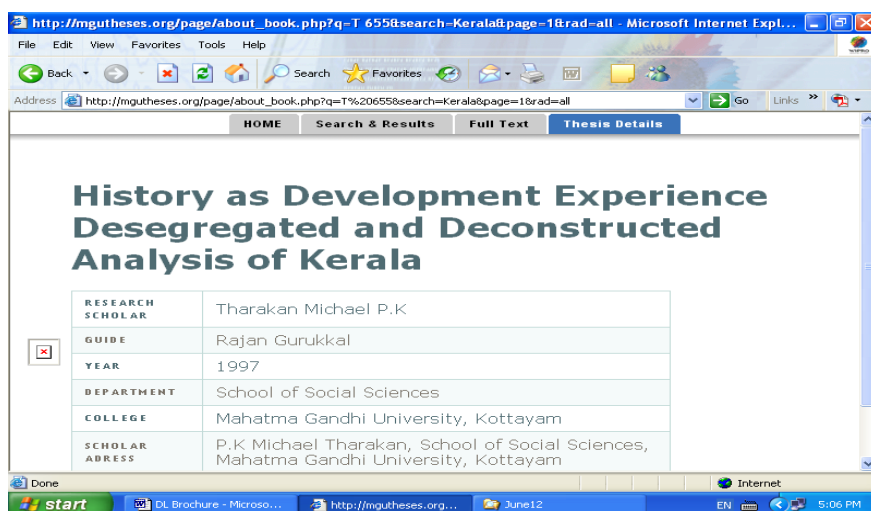 http://mgutheses.org/page/about_book.php?q=T 655&search=Kerala&page=1&rad=all - Microsoft Internet Expl...
File Edit View Favorites Tools Help
Back Search Favorites
Address http://mgutheses.org/page/about_book.php?q=T%20655&search=Kerala&page=1&rad=all Go Links »
HOME Search & Results Full Text Thesis Details
History as Development Experience
Desegregated and Deconstructed
Analysis of Kerala
RESEARCH
SCHOLAR
Tharakan Michael P.K
GUIDE Rajan Gurukkal
YEAR 1997
DEPARTMENT School of Social Sciences
COLLEGE Mahatma Gandhi University, Kottayam
SCHOLAR
ADRESS
P.K Michael Tharakan, School of Social Sciences,
Mahatma Gandhi University, Kottayam
Done Internet
start DL Brochure - Microso... http://mgutheses.org... June12 EN 5:06 PM